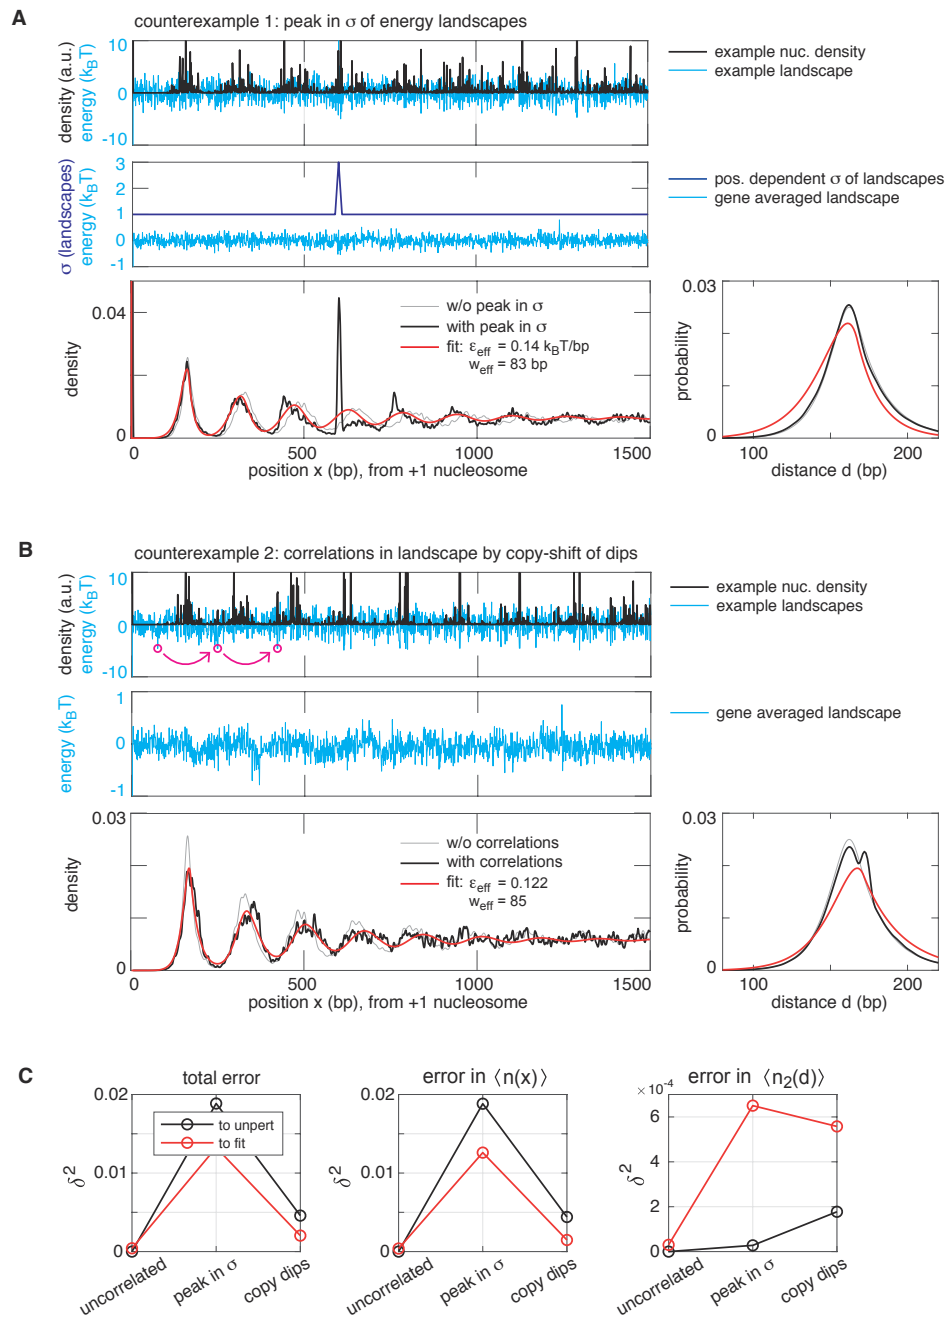 A
counterexample 1: peak in σ of energy landscapes
density (a.u.)
energy (kBT)
10
0
-10
example nuc. density
example landscape
σ (landscapes)
energy (kBT)
3
2
1
0
-1
pos. dependent σ of landscapes
gene averaged landscape
density
0.04
0
w/o peak in σ
with peak in σ
fit: εeff = 0.14 kBT/bp
weff = 83 bp
0
500
1000
1500
position x (bp), from +1 nucleosome
probability
0.03
0
100
200
distance d (bp)
B
counterexample 2: correlations in landscape by copy-shift of dips
density (a.u.)
energy (kBT)
10
0
-10
example nuc. density
example landscapes
energy (kBT)
1
0
-1
gene averaged landscape
density
0.03
0
w/o correlations
with correlations
fit: εeff = 0.122
weff = 85
0
500
1000
1500
position x (bp), from +1 nucleosome
probability
0.03
0
100
200
distance d (bp)
C
total error
δ²
0.02
0.01
0
to unpert
to fit
uncorrelated
peak in σ
copy dips
error in ⟨n(x)⟩
δ²
0.02
0.01
0
uncorrelated
peak in σ
copy dips
error in ⟨n2(d)⟩
× 10⁻⁴
δ²
6
4
2
0
uncorrelated
peak in σ
copy dips